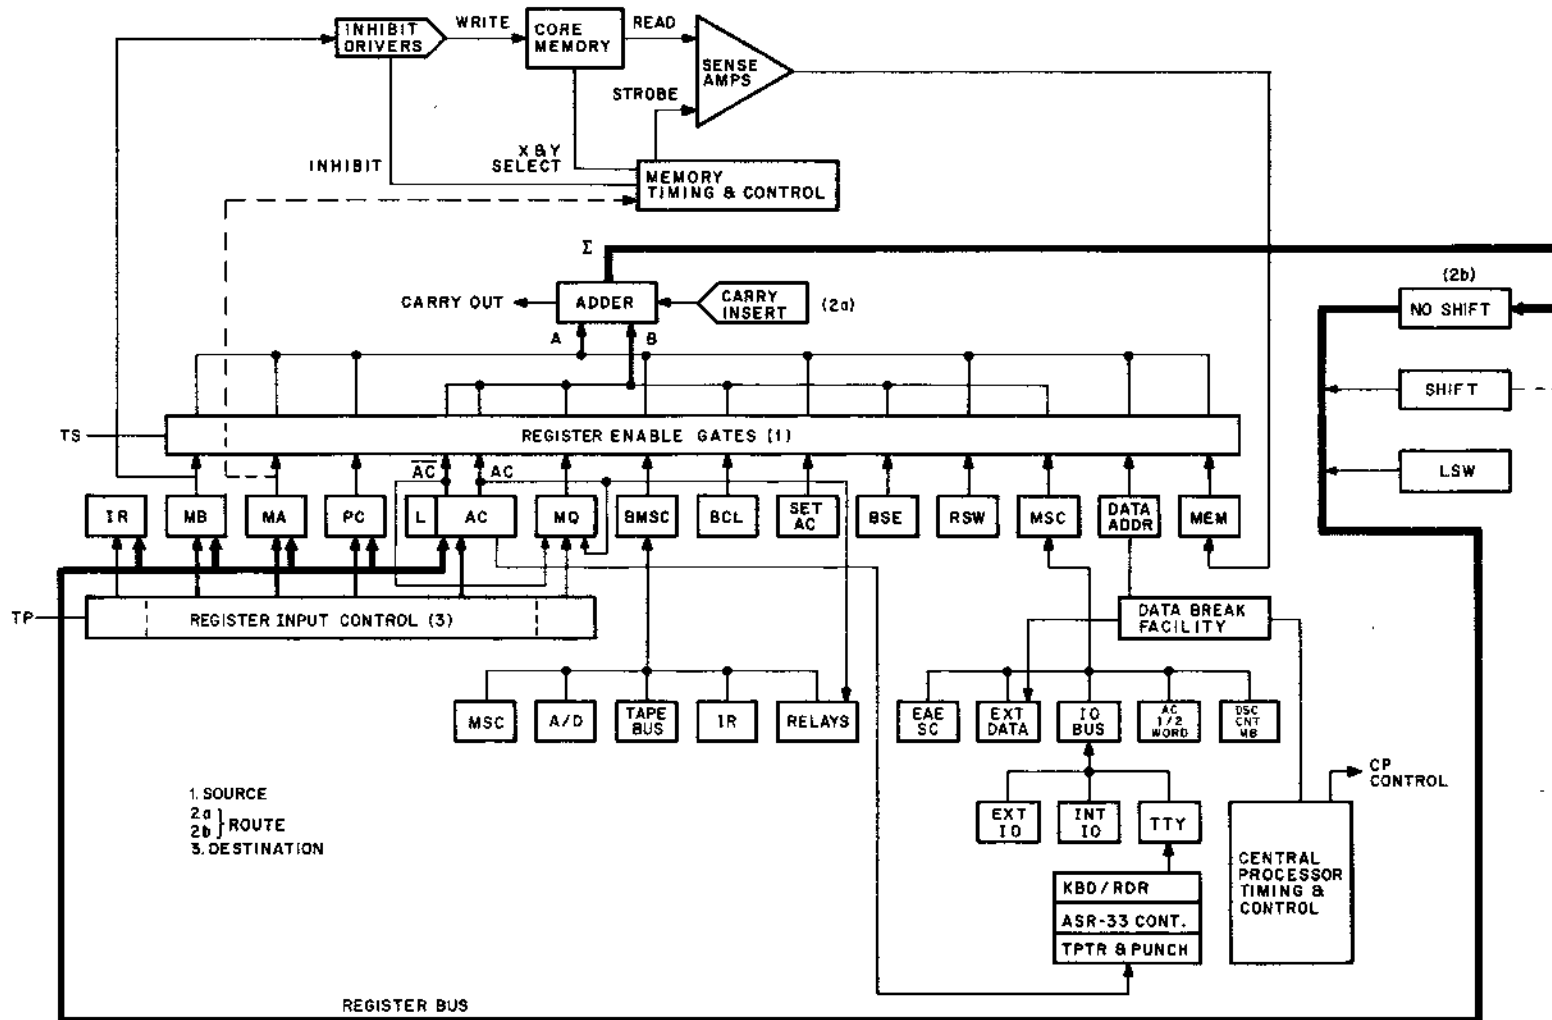 INHIBIT
DRIVERS
WRITE
CORE
MEMORY
READ
SENSE
AMPS
STROBE
INHIBIT
X & Y
SELECT
MEMORY
TIMING & CONTROL
Σ
CARRY OUT
ADDER
CARRY
INSERT
(2a)
(2b)
NO SHIFT
A
B
SHIFT
TS
REGISTER ENABLE GATES (1)
LSW
AC
AC
IR
MB
MA
PC
L
AC
MQ
BMSC
BCL
SET
AC
BSE
RSW
MSC
DATA
ADDR
MEM
TP
REGISTER INPUT CONTROL (3)
DATA BREAK
FACILITY
MSC
A/D
TAPE
BUS
IR
RELAYS
EAE
SC
EXT
DATA
IO
BUS
AC
1/2
WORD
DSC
CNT
MB
CP
CONTROL
1. SOURCE
2a
2b } ROUTE
3. DESTINATION
EXT
IO
INT
IO
TTY
CENTRAL
PROCESSOR
TIMING &
CONTROL
KBD/RDR
ASR-33 CONT.
TPTR & PUNCH
REGISTER BUS